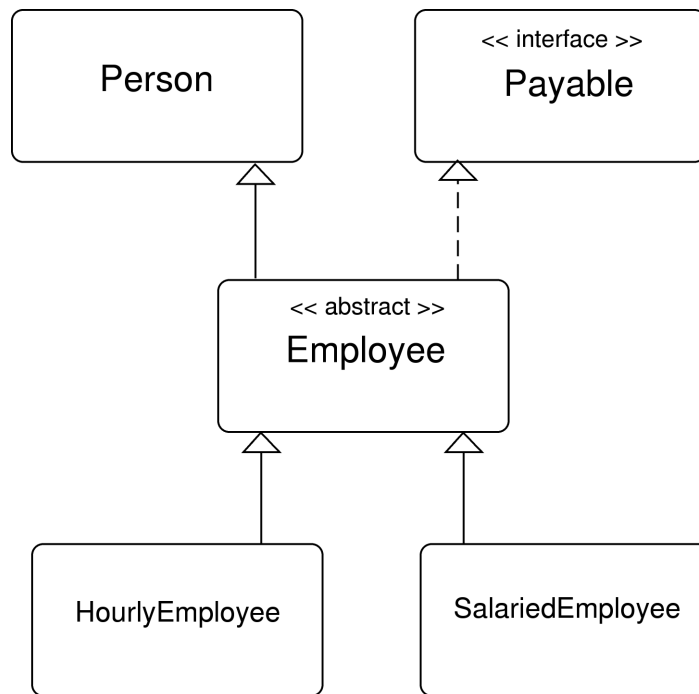 Person
<< interface >>
Payable
<< abstract >>
Employee
HourlyEmployee
SalariedEmployee